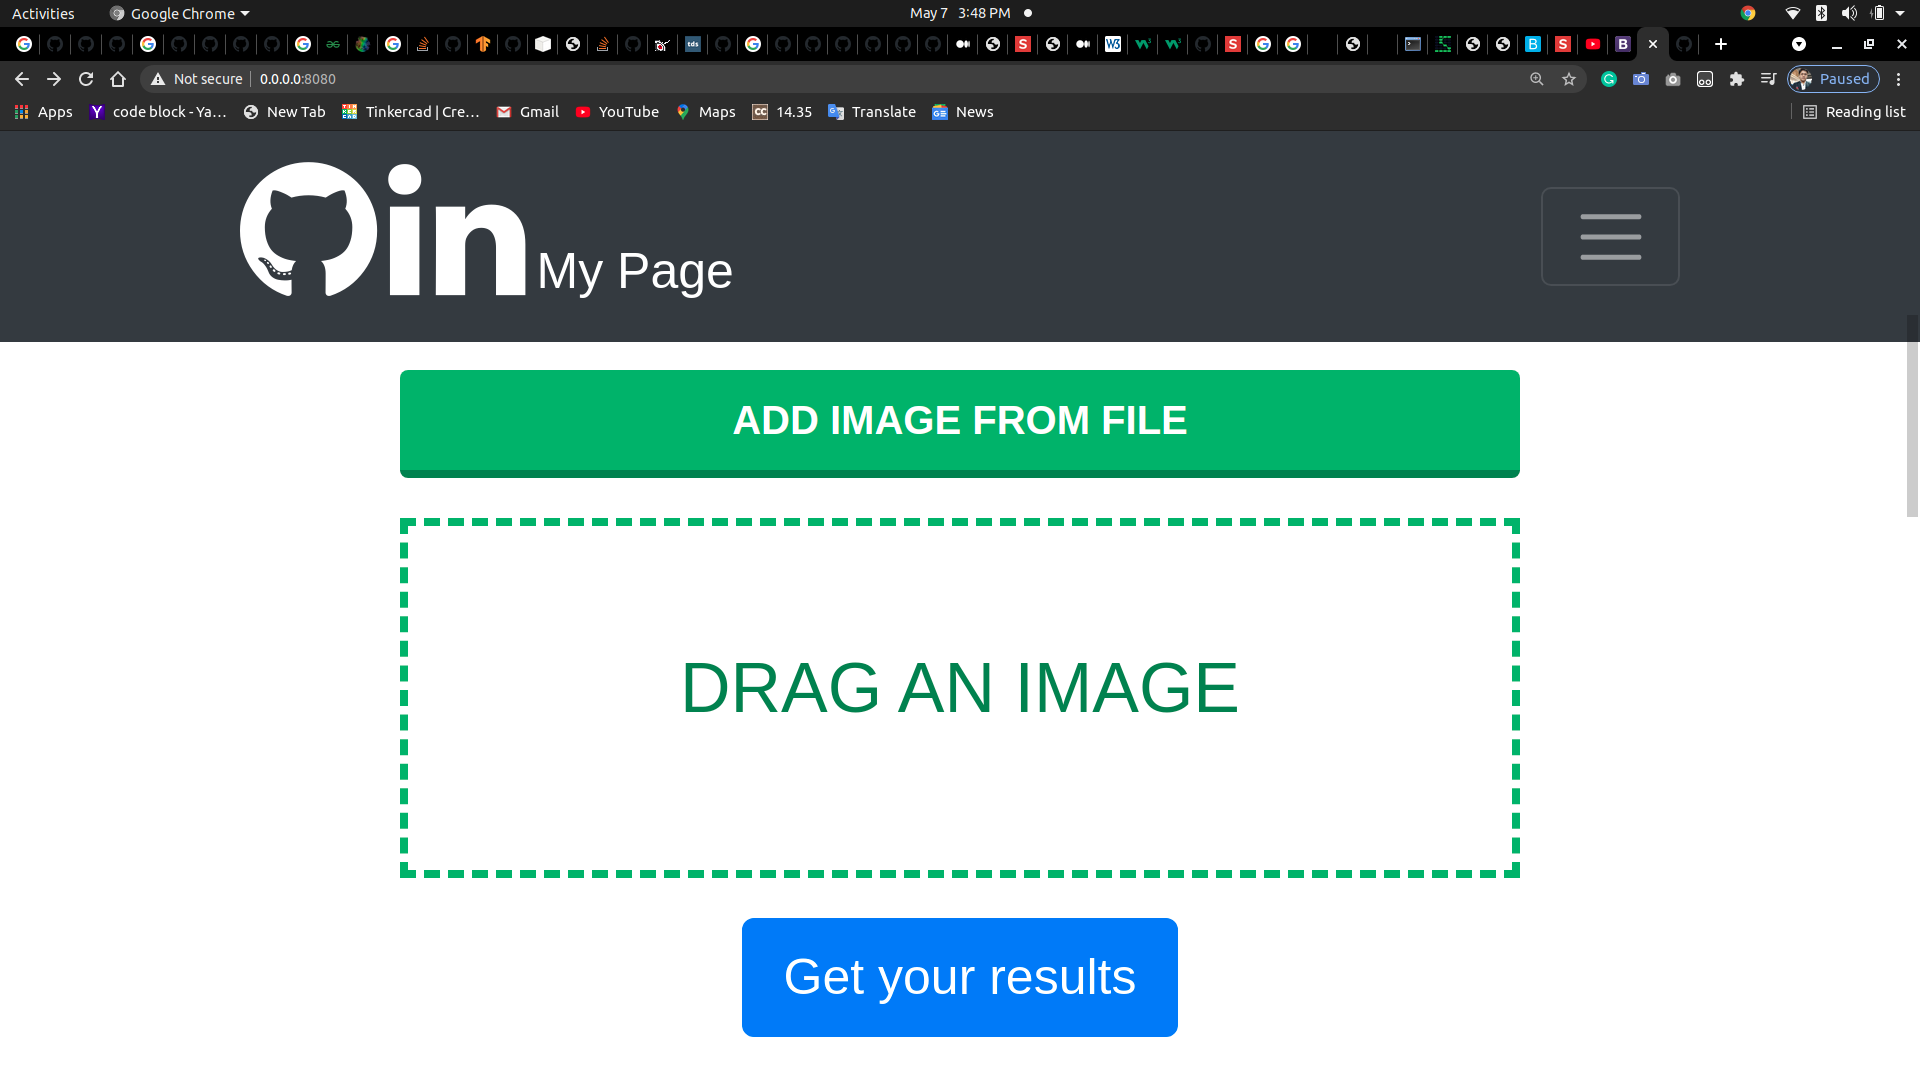 Activities Google Chrome May 7 3:48 PM
Not secure 0.0.0.0:8080 Paused
Apps code block - Ya... New Tab Tinkercad | Cre... Gmail YouTube Maps 14.35 Translate News Reading list
in My Page
ADD IMAGE FROM FILE
DRAG AN IMAGE
Get your results